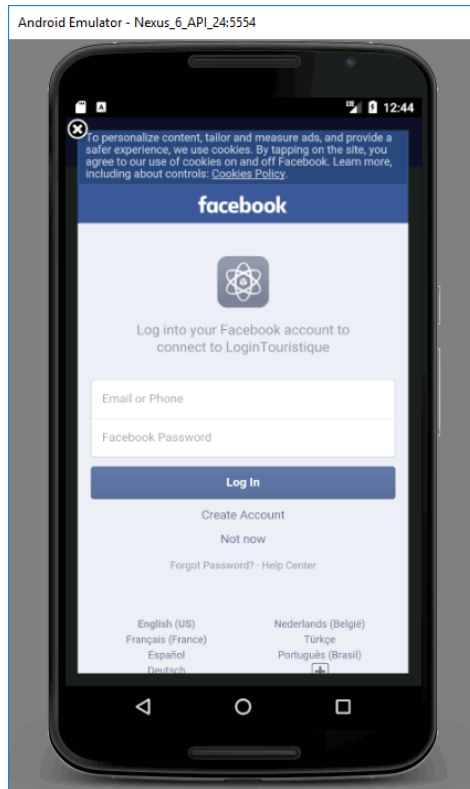 Android Emulator - Nexus_6_API_24:5554
LTE 12:44
To personalize content, tailor and measure ads, and provide a
safer experience, we use cookies. By tapping on the site, you
agree to our use of cookies on and off Facebook. Learn more,
including about controls: Cookies Policy.
facebook
Log into your Facebook account to
connect to LoginTouristique
Email or Phone
Facebook Password
Log In
Create Account
Not now
Forgot Password? · Help Center
English (US) Nederlands (België)
Français (France) Türkçe
Español Português (Brasil)
Deutsch